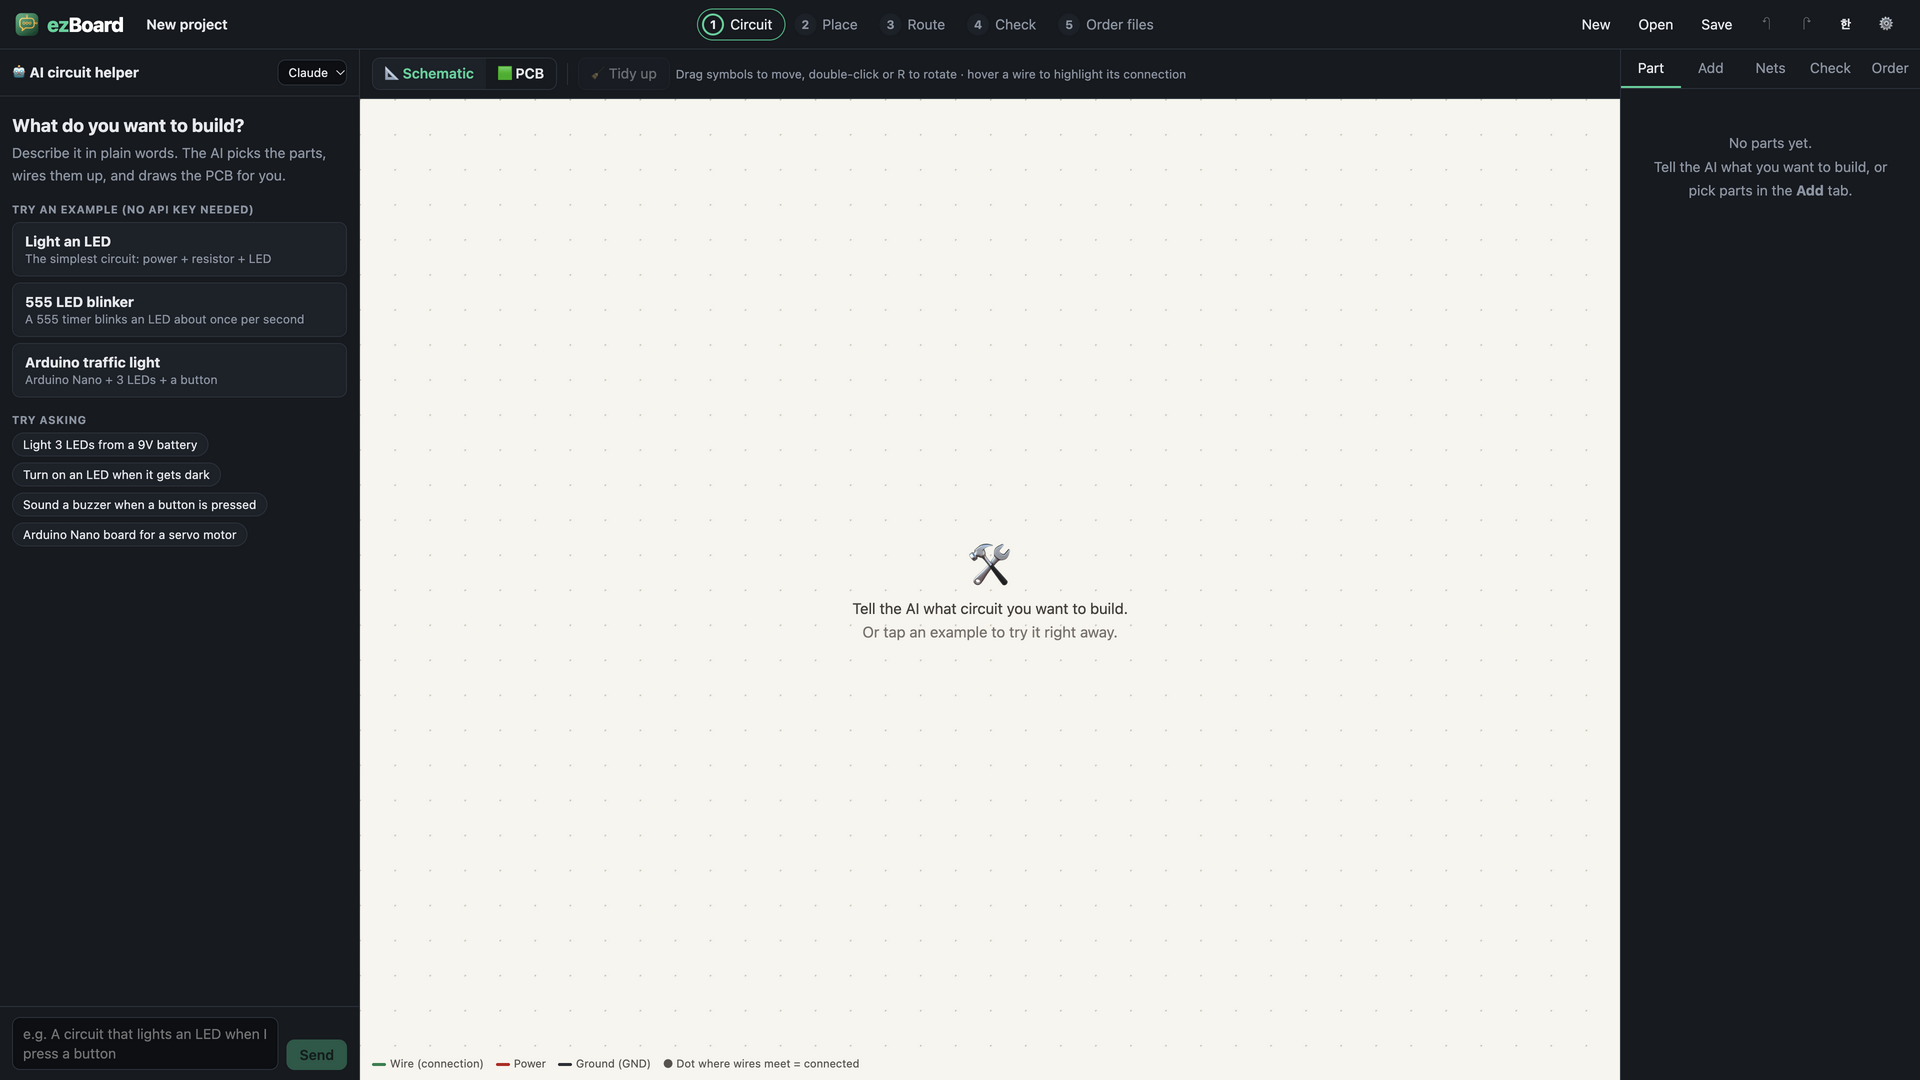 ezBoard
New project
1 Circuit
2 Place
3 Route
4 Check
5 Order files
New
Open
Save
한
AI circuit helper
Claude
Schematic
PCB
Tidy up
Drag symbols to move, double-click or R to rotate · hover a wire to highlight its connection
Part
Add
Nets
Check
Order
What do you want to build?
Describe it in plain words. The AI picks the parts,
wires them up, and draws the PCB for you.
TRY AN EXAMPLE (NO API KEY NEEDED)
Light an LED
The simplest circuit: power + resistor + LED
555 LED blinker
A 555 timer blinks an LED about once per second
Arduino traffic light
Arduino Nano + 3 LEDs + a button
TRY ASKING
Light 3 LEDs from a 9V battery
Turn on an LED when it gets dark
Sound a buzzer when a button is pressed
Arduino Nano board for a servo motor
e.g. A circuit that lights an LED when I
press a button
Send
Tell the AI what circuit you want to build.
Or tap an example to try it right away.
Wire (connection)
Power
Ground (GND)
Dot where wires meet = connected
No parts yet.
Tell the AI what you want to build, or
pick parts in the Add tab.